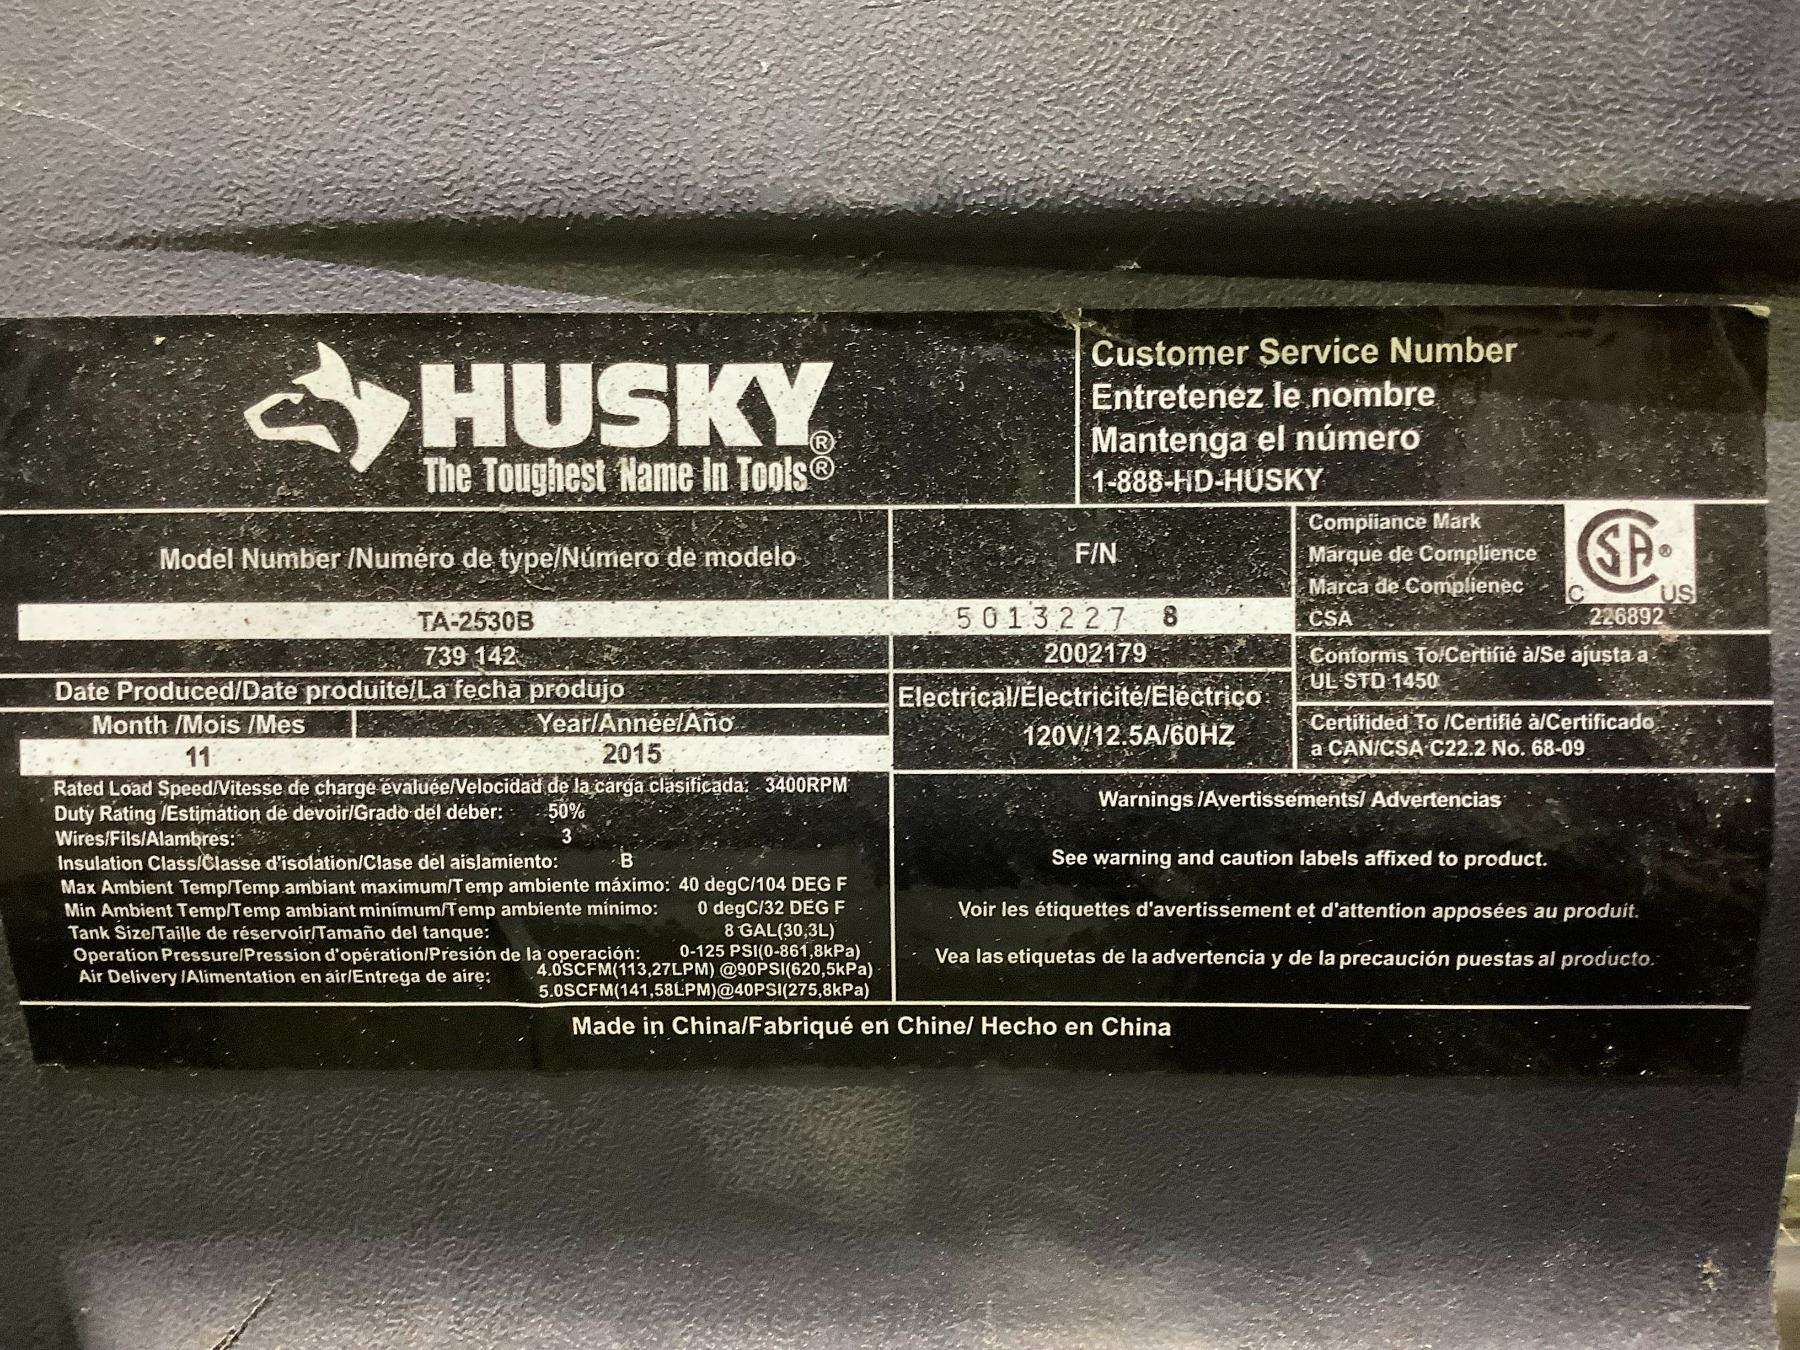 HUSKY®
The Toughest Name In Tools®
Customer Service Number
Entretenez le nombre
Mantenga el número
1-888-HD-HUSKY
Model Number /Numéro de type/Número de modelo
TA-2530B
739 142
F/N
5013227 8
2002179
Compliance Mark
Marque de Complience
Marca de Complienec
CSA
CSA®
C US
226892
Date Produced/Date produite/La fecha produjo
Month /Mois /Mes
Year/Année/Año
11
2015
Electrical/Électricité/Eléctrico
120V/12.5A/60HZ
Conforms To/Certifié à/Se ajusta a
UL STD 1450
Certifided To /Certifié à/Certificado
a CAN/CSA C22.2 No. 68-09
Rated Load Speed/Vitesse de charge évaluée/Velocidad de la carga clasificada: 3400RPM
Duty Rating /Estimation de devoir/Grado del deber: 50%
Wires/Fils/Alambres: 3
Insulation Class/Classe d'isolation/Clase del aislamiento: B
Max Ambient Temp/Temp ambiant maximum/Temp ambiente máximo: 40 degC/104 DEG F
Min Ambient Temp/Temp ambiant minimum/Temp ambiente mínimo: 0 degC/32 DEG F
Tank Size/Taille de réservoir/Tamaño del tanque: 8 GAL(30,3L)
Operation Pressure/Pression d'opération/Presión de la operación: 0-125 PSI(0-861,8kPa)
Air Delivery /Alimentation en air/Entrega de aire: 4.0SCFM(113,27LPM) @90PSI(620,5kPa)
5.0SCFM(141,58LPM)@40PSI(275,8kPa)
Warnings /Avertissements/ Advertencias
See warning and caution labels affixed to product.
Voir les étiquettes d'avertissement et d'attention apposées au produit.
Vea las etiquetas de la advertencia y de la precaución puestas al producto.
Made in China/Fabriqué en Chine/ Hecho en China